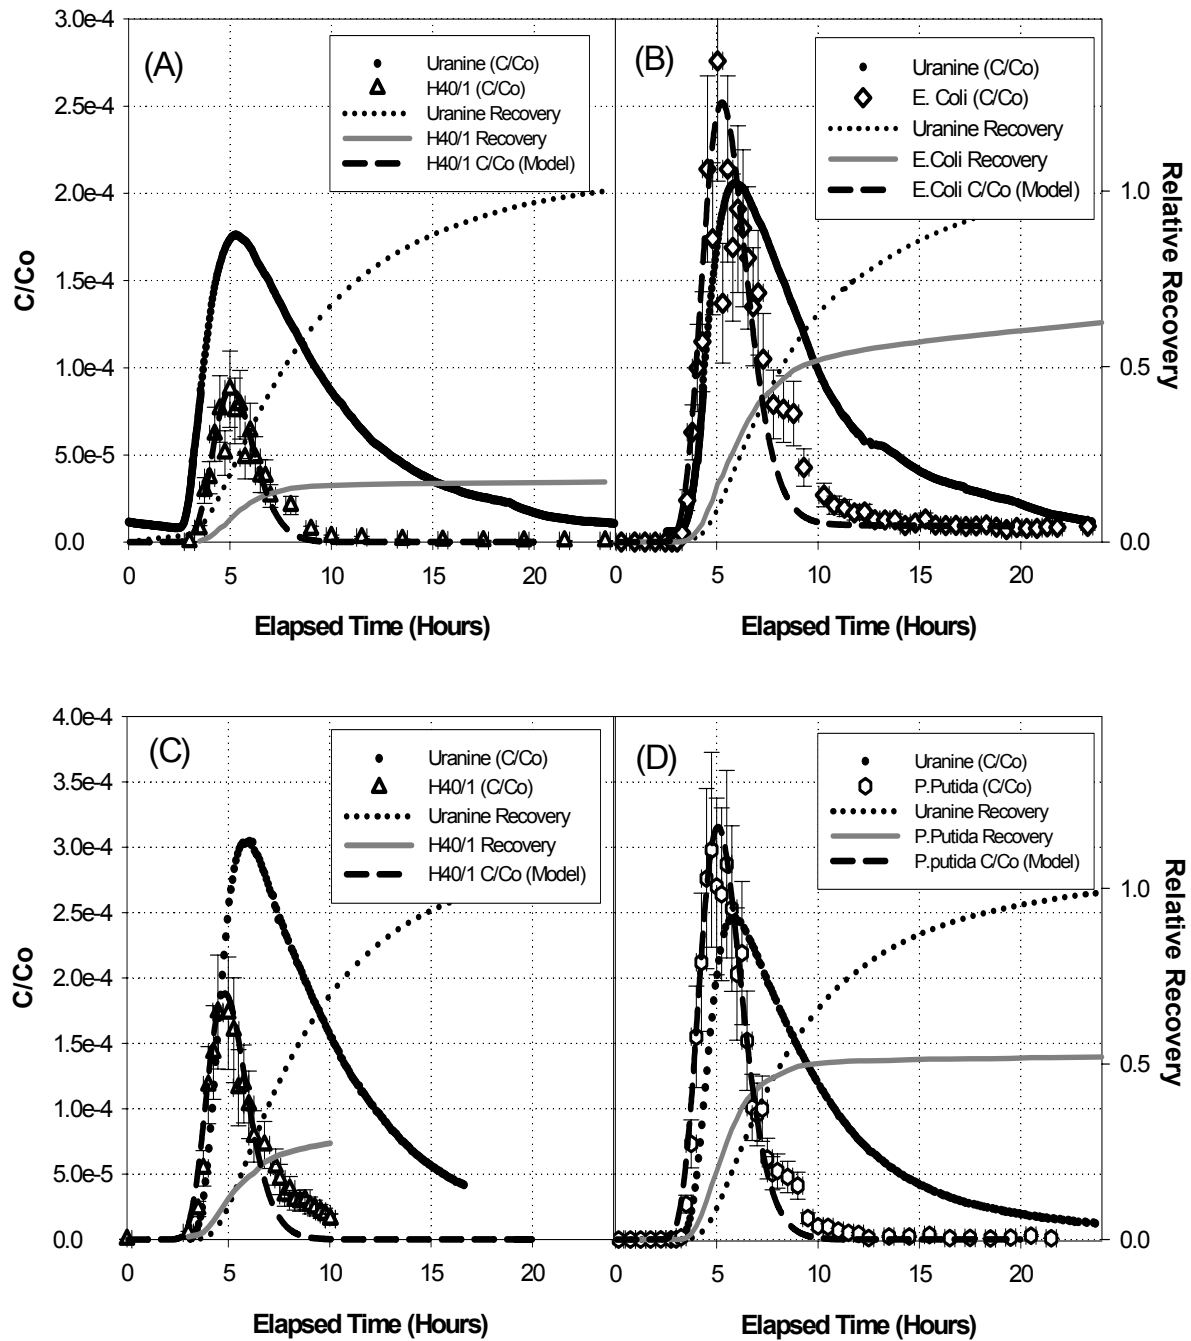 (A)
Uranine (C/Co)
H40/1 (C/Co)
Uranine Recovery
H40/1 Recovery
H40/1 C/Co (Model)
3.0e-4
2.5e-4
2.0e-4
1.5e-4
1.0e-4
5.0e-5
0.0
C/Co
0 5 10 15 20
Elapsed Time (Hours)
(B)
Uranine (C/Co)
E. Coli (C/Co)
Uranine Recovery
E.Coli Recovery
E.Coli C/Co (Model)
1.0
0.5
0.0
Relative Recovery
0 5 10 15 20
Elapsed Time (Hours)
(C)
Uranine (C/Co)
H40/1 (C/Co)
Uranine Recovery
H40/1 Recovery
H40/1 C/Co (Model)
4.0e-4
3.5e-4
3.0e-4
2.5e-4
2.0e-4
1.5e-4
1.0e-4
5.0e-5
0.0
C/Co
0 5 10 15 20
Elapsed Time (Hours)
(D)
Uranine (C/Co)
P.Putida (C/Co)
Uranine Recovery
P.Putida Recovery
P.putida C/Co (Model)
1.0
0.5
0.0
Relative Recovery
0 5 10 15 20
Elapsed Time (Hours)